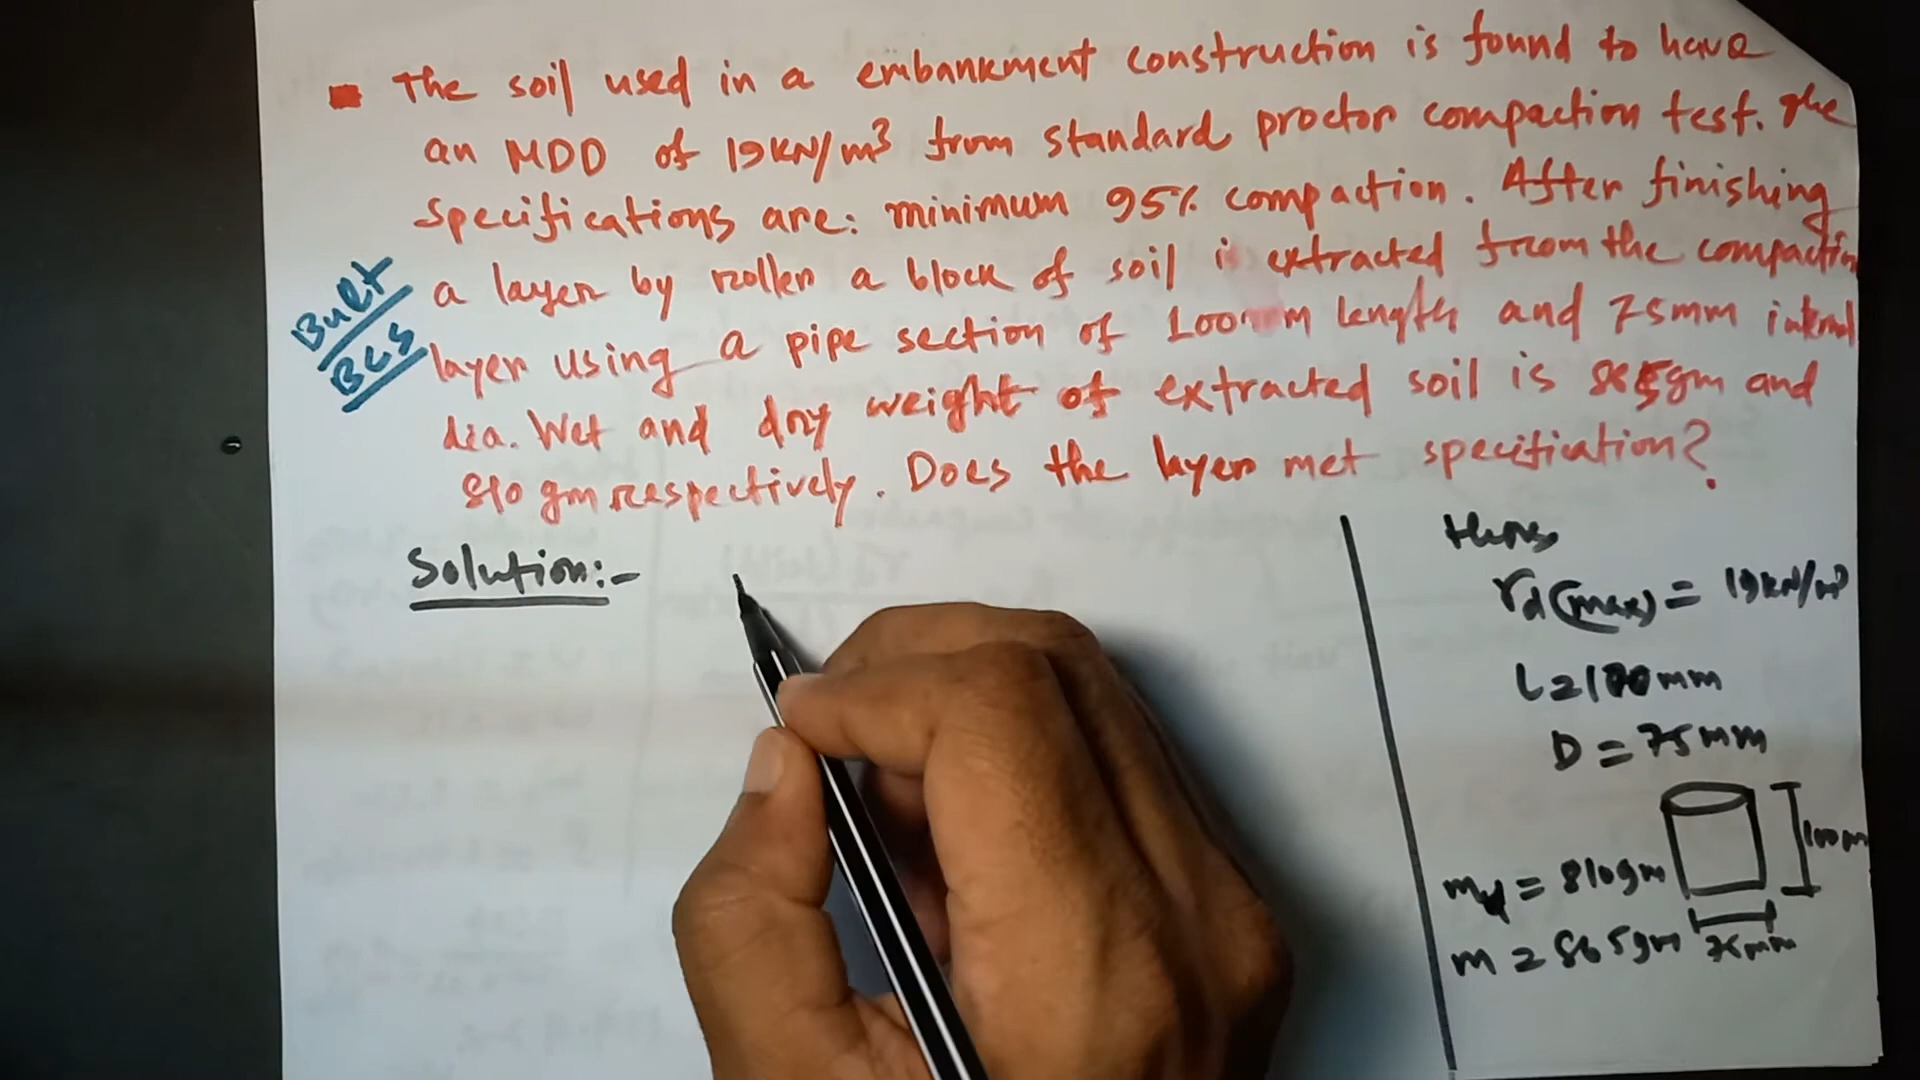 The soil used in a embankment construction is found to have
an MDD of 19KN/m³ from standard proctor compaction test. The
specifications are: minimum 95% compaction. After finishing
a layer by roller a block of soil is extracted from the compaction
layer using a pipe section of 100mm length and 75mm internal
dia. Wet and dry weight of extracted soil is 865gm and
810 gm respectively. Does the layer met specification?
Buet
BCS
Solution:-
γd(max) = 19kN/m³
L=100mm
D = 75mm
100m
md = 810gm
75mm
m = 865gm